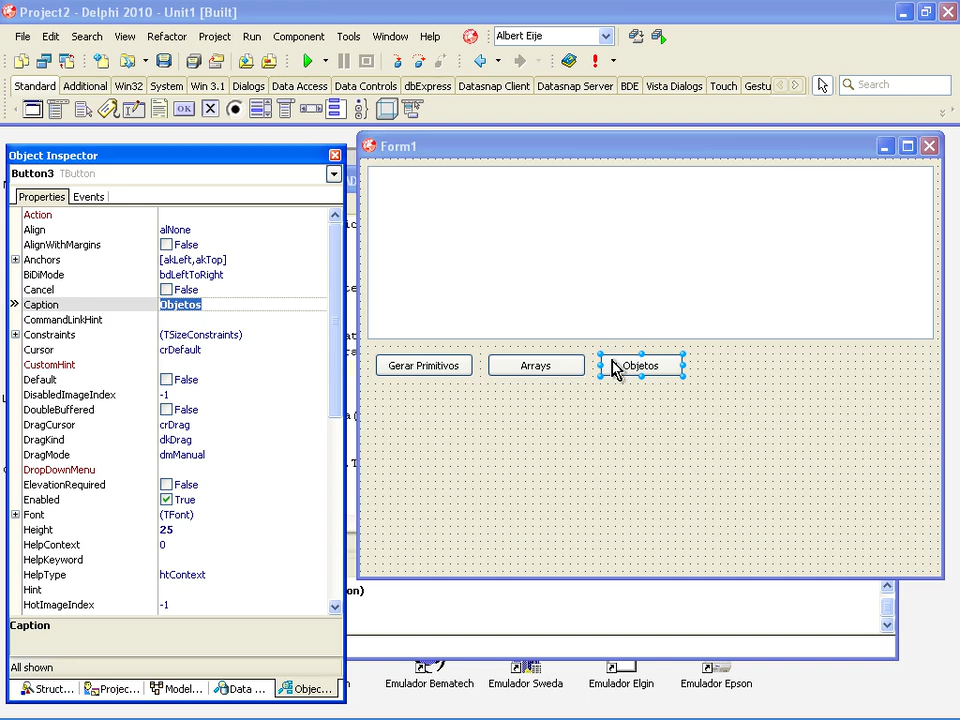 Project2 - Delphi 2010 - Unit1 [Built]
File Edit Search View Refactor Project Run Component Tools Window Help
Albert Eije
Standard Additional Win32 System Win 3.1 Dialogs Data Access Data Controls dbExpress Datasnap Client Datasnap Server BDE Vista Dialogs Touch Gestu
Search
OK
Object Inspector
Button3 TButton
Properties Events
Action
Align alNone
AlignWithMargins False
Anchors [akLeft,akTop]
BiDiMode bdLeftToRight
Cancel False
Caption Objetos
CommandLinkHint
Constraints (TSizeConstraints)
Cursor crDefault
CustomHint
Default False
DisabledImageIndex -1
DoubleBuffered False
DragCursor crDrag
DragKind dkDrag
DragMode dmManual
DropDownMenu
ElevationRequired False
Enabled True
Font (TFont)
Height 25
HelpContext 0
HelpKeyword
HelpType htContext
Hint
HotImageIndex -1
Caption
All shown
Struct... Projec... Model... Data ... Objec...
Form1
Gerar Primitivos Arrays Objetos
Emulador Bematech Emulador Sweda Emulador Elgin Emulador Epson